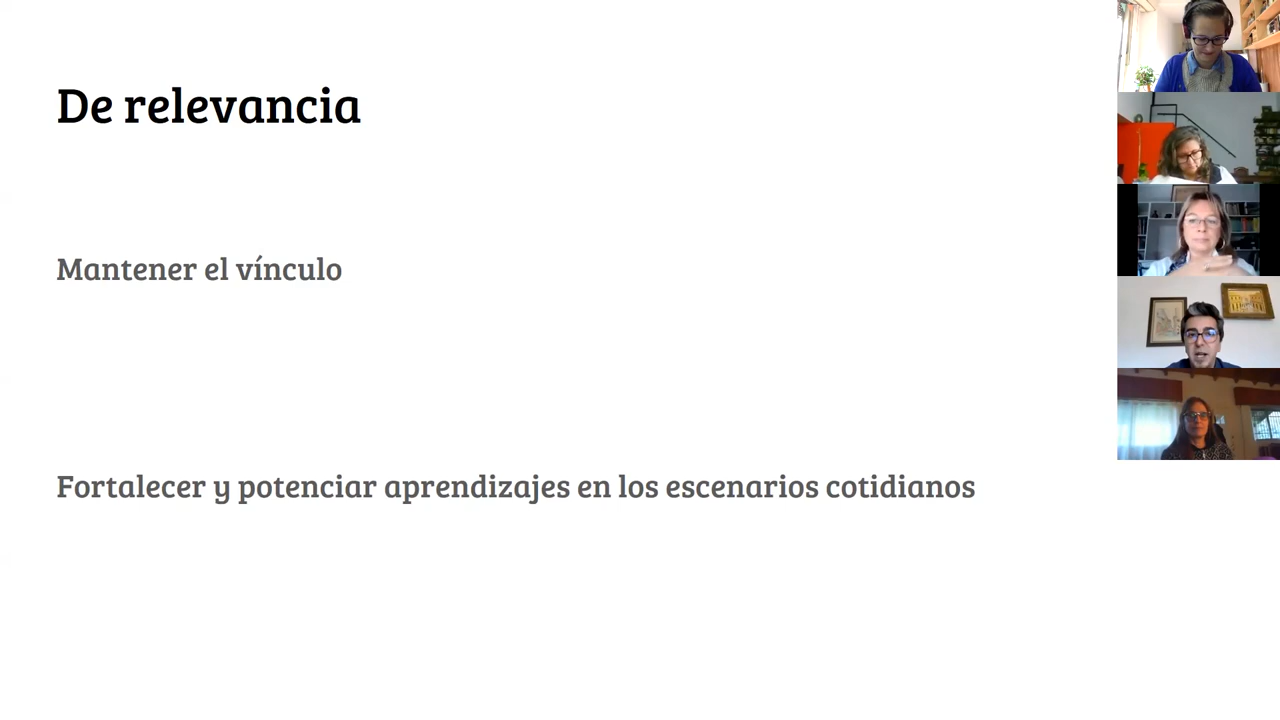 De relevancia
Mantener el vínculo
Fortalecer y potenciar aprendizajes en los escenarios cotidianos